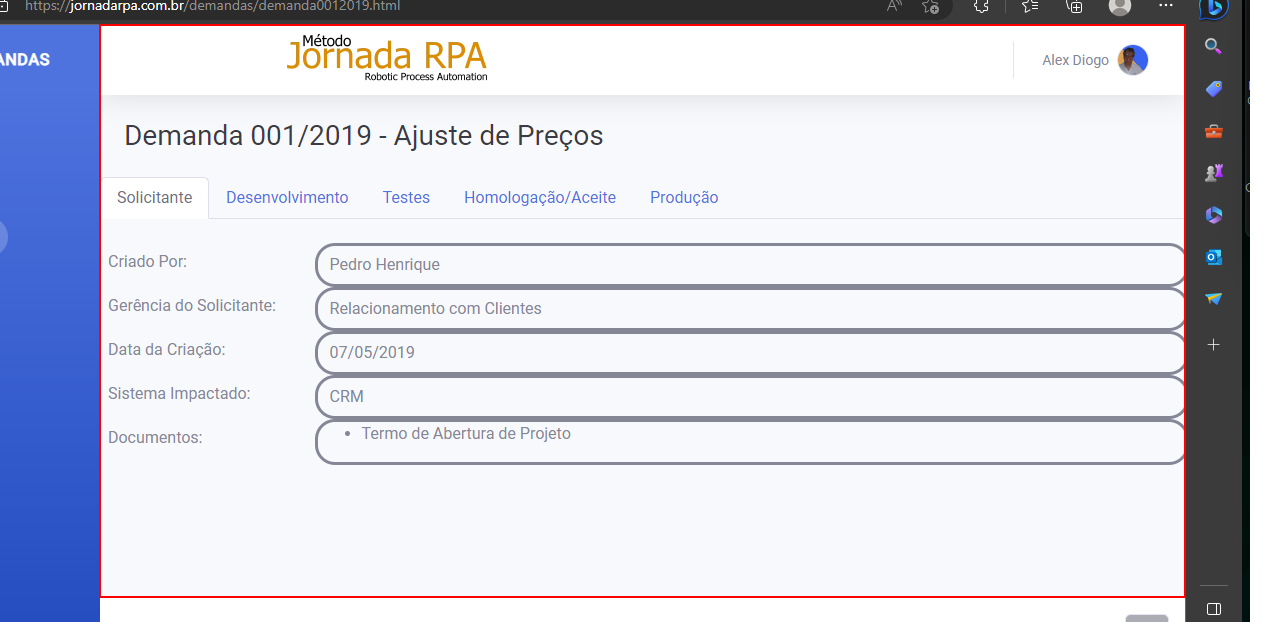 https://jornadarpa.com.br/demandas/demanda0012019.html
ANDAS
Método
Jornada RPA
Robotic Process Automation
Alex Diogo
Demanda 001/2019 - Ajuste de Preços
Solicitante Desenvolvimento Testes Homologação/Aceite Produção
Criado Por: Pedro Henrique
Gerência do Solicitante: Relacionamento com Clientes
Data da Criação: 07/05/2019
Sistema Impactado: CRM
Documentos: • Termo de Abertura de Projeto